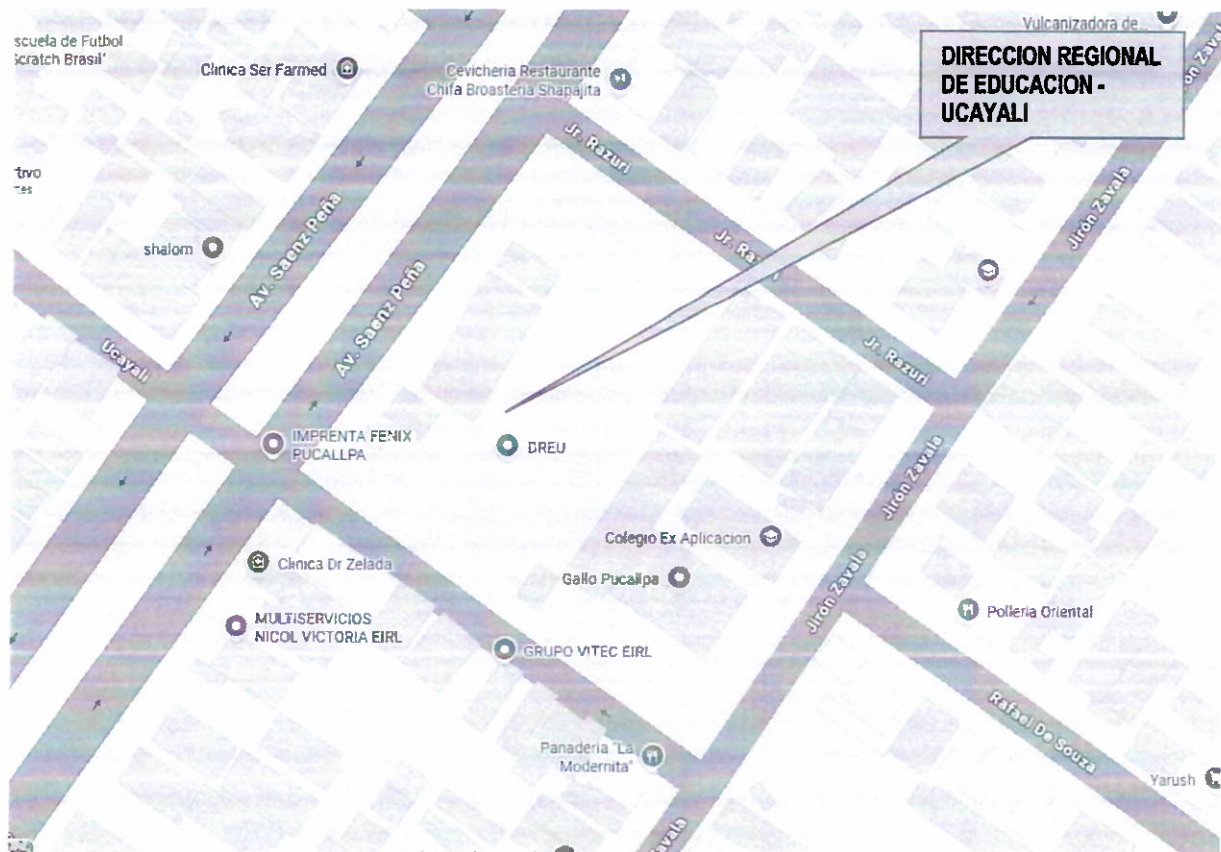 Vulcanizadora de...
scuela de Futbol
Scratch Brasil"
Clinica Ser Farmed
Cevicheria Restaurante
Chifa Broasteria Shapajita
DIRECCION REGIONAL
DE EDUCACION -
UCAYALI
Jr. Razuri
rtivo
Jirón Zavala
shalom
Av. Saenz Peña
Jr. Razuri
Av. Saenz Peña
Ucayali
Jr. Razuri
IMPRENTA FENIX
PUCALLPA
DREU
Jirón Zavala
Colegio Ex Aplicacion
Clinica Dr Zelada
Gallo Pucallpa
Jirón Zavala
Polleria Oriental
MULTISERVICIOS
NICOL VICTORIA EIRL
GRUPO VITEC EIRL
Rafael De Souza
Panaderia "La
Modernita"
Yarush